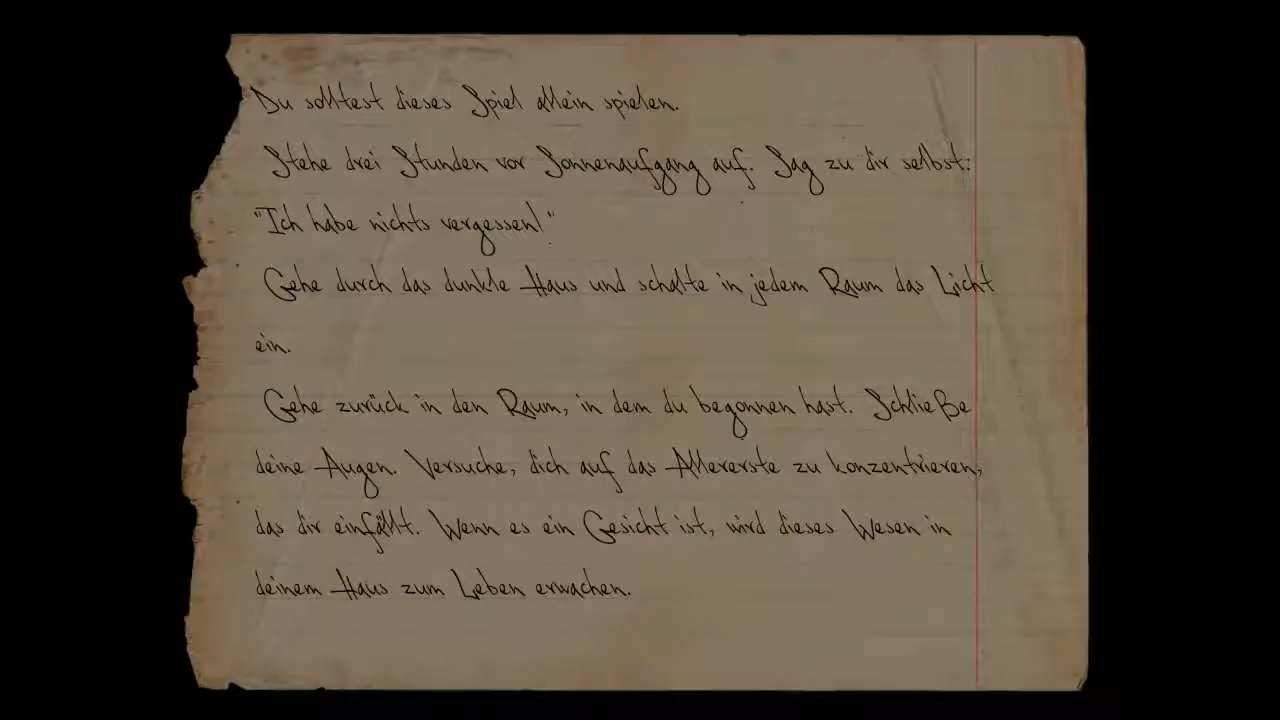 Du solltest dieses Spiel allein spielen.
Stehe drei Stunden vor Sonnenaufgang auf. Sag zu dir selbst:
"Ich habe nichts vergessen!"
Gehe durch das dunkle Haus und schalte in jedem Raum das Licht
ein.
Gehe zurück in den Raum, in dem du begonnen hast. Schließe
deine Augen. Versuche, dich auf das Allererste zu konzentrieren,
das dir einfällt. Wenn es ein Gesicht ist, wird dieses Wesen in
deinem Haus zum Leben erwachen.